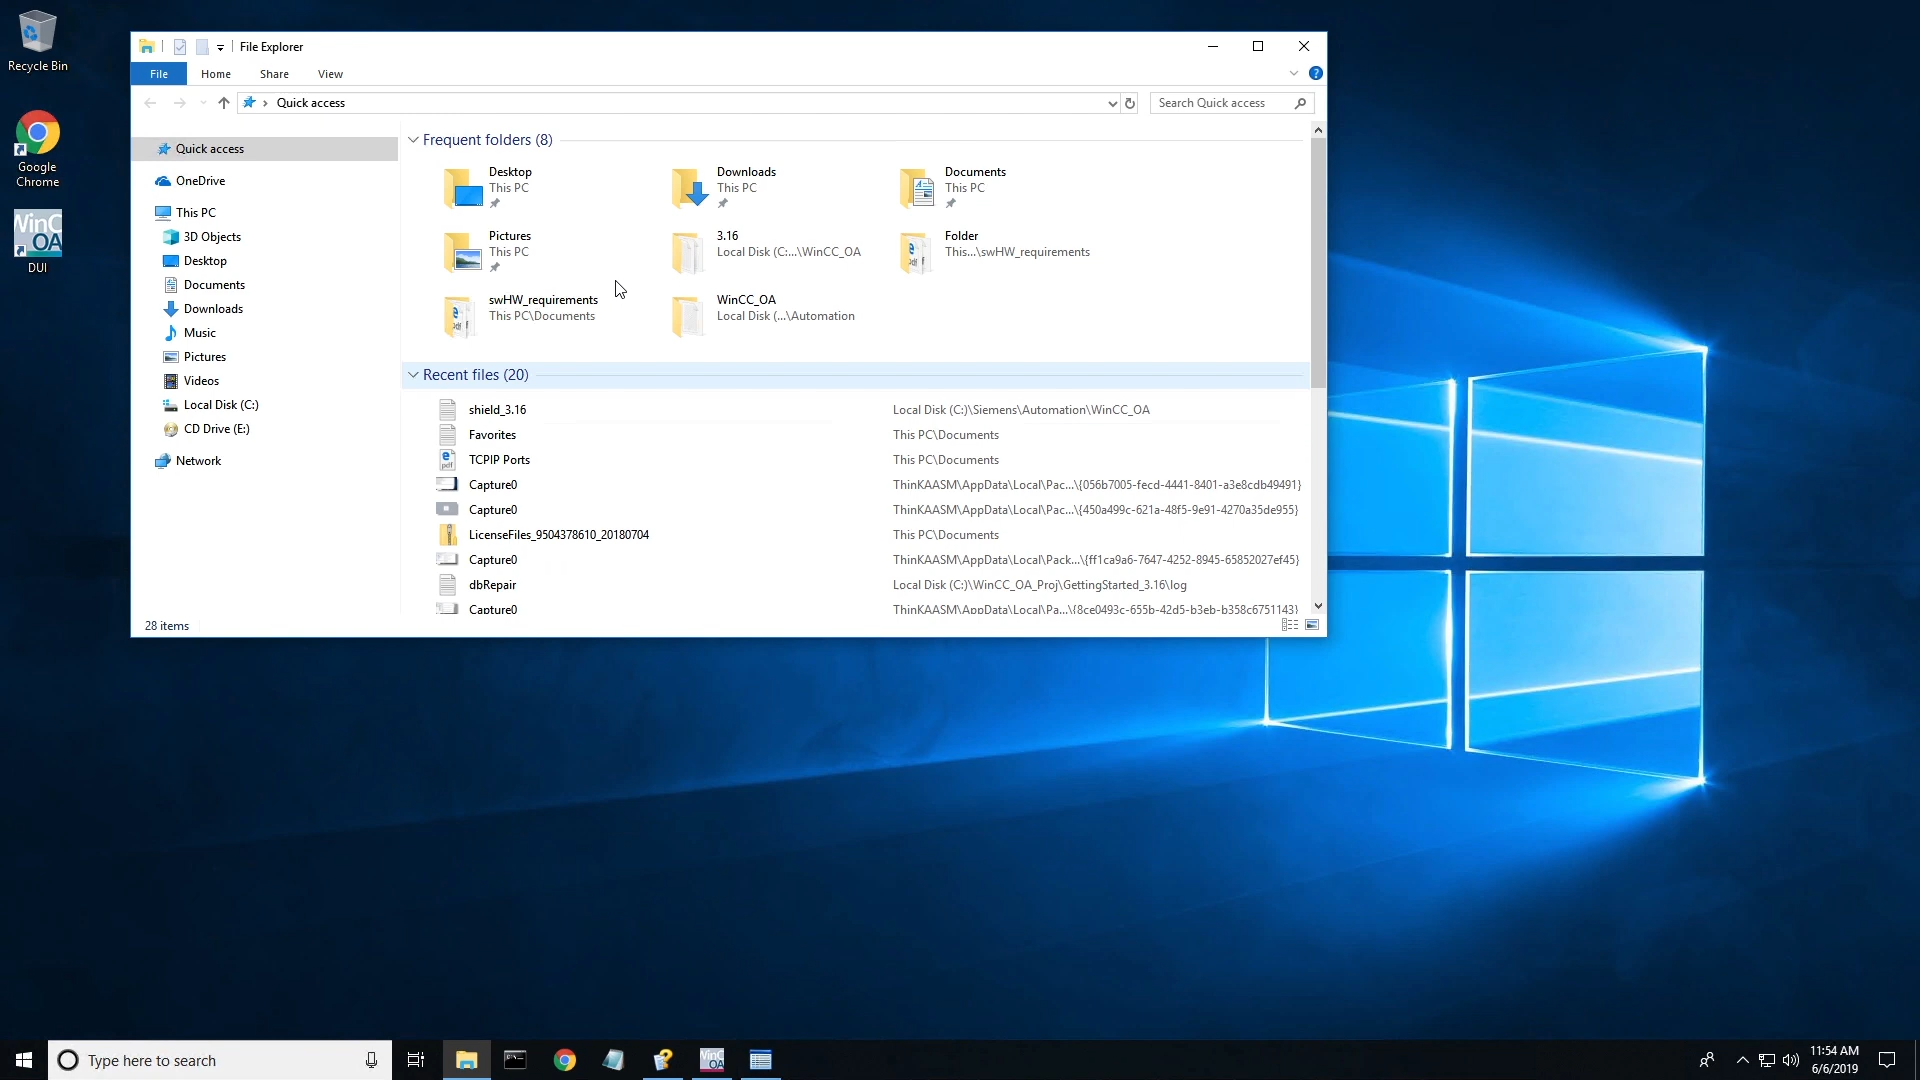 Recycle Bin
Google
Chrome
WinC
OA
DUI
File Explorer
File
Home
Share
View
Quick access
Search Quick access
Quick access
OneDrive
This PC
3D Objects
Desktop
Documents
Downloads
Music
Pictures
Videos
Local Disk (C:)
CD Drive (E:)
Network
Frequent folders (8)
Desktop
This PC
Downloads
This PC
Documents
This PC
Pictures
This PC
3.16
Local Disk (C:...\WinCC_OA
Folder
This...\swHW_requirements
swHW_requirements
This PC\Documents
WinCC_OA
Local Disk (...\Automation
Recent files (20)
shield_3.16 Local Disk (C:)\Siemens\Automation\WinCC_OA
Favorites This PC\Documents
TCPIP Ports This PC\Documents
Capture0 ThinKAASM\AppData\Local\Pac...\{056b7005-fecd-4441-8401-a3e8cdb49491}
Capture0 ThinKAASM\AppData\Local\Pac...\{450a499c-621a-48f5-9e91-4270a35de955}
LicenseFiles_9504378610_20180704 This PC\Documents
Capture0 ThinKAASM\AppData\Local\Pack...\{ff1ca9a6-7647-4252-8945-65852027ef45}
dbRepair Local Disk (C:)\WinCC_OA_Proj\GettingStarted_3.16\log
Capture0 ThinKAASM\AppData\Local\Pa...\{8ce0493c-655b-42d5-b3eb-b358c6751143}
28 items
Type here to search
WinC
OA
11:54 AM
6/6/2019